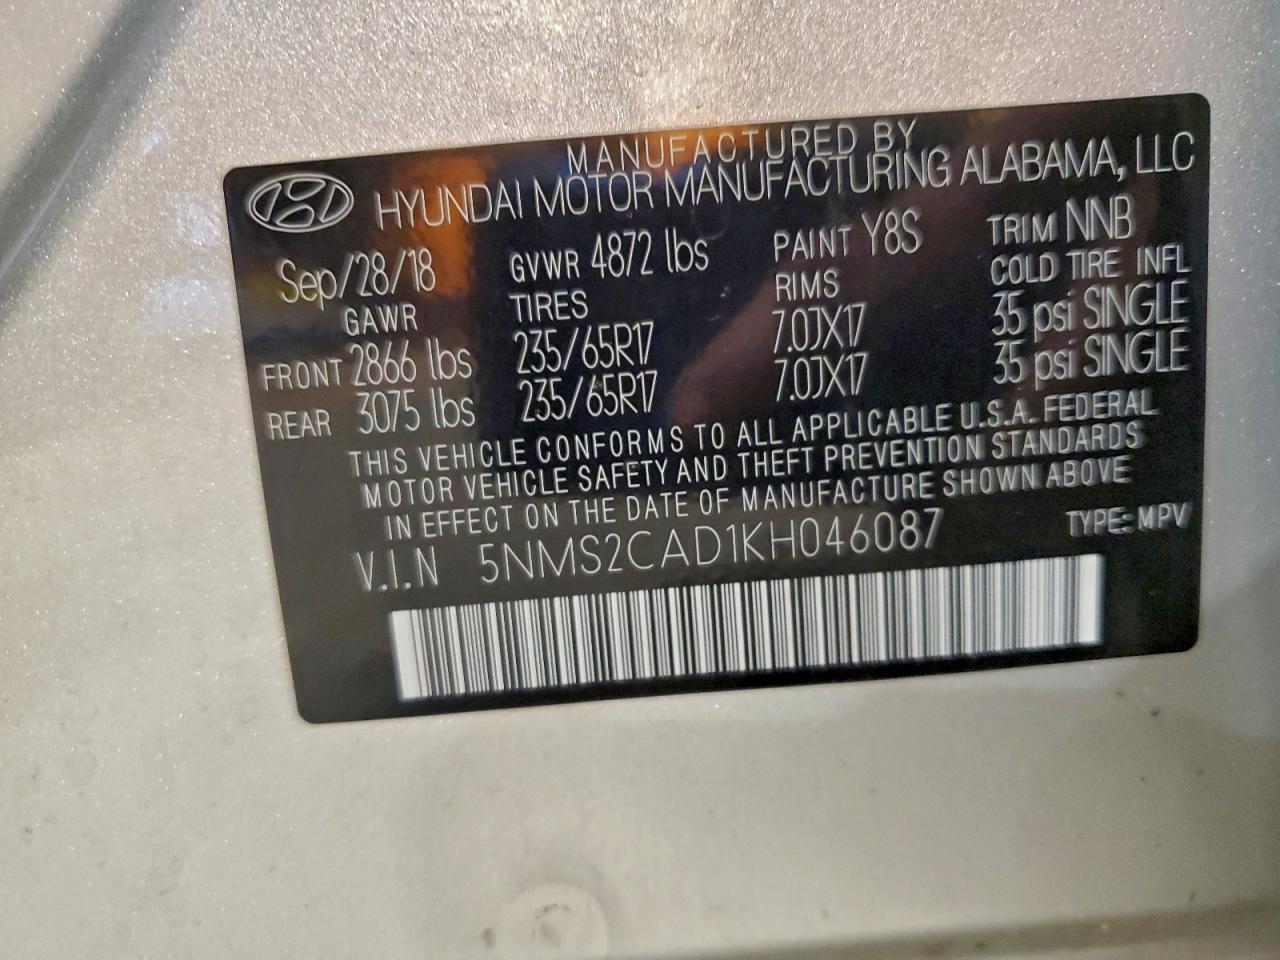 MANUFACTURED BY
HYUNDAI MOTOR MANUFACTURING ALABAMA, LLC
Sep/28/18 GVWR 4872 lbs PAINT Y8S TRIM NNB
GAWR TIRES RIMS COLD TIRE INFL
FRONT 2866 lbs 235/65R17 7.0JX17 35 psi SINGLE
REAR 3075 lbs 235/65R17 7.0JX17 35 psi SINGLE
THIS VEHICLE CONFORMS TO ALL APPLICABLE U.S.A. FEDERAL
MOTOR VEHICLE SAFETY AND THEFT PREVENTION STANDARDS
IN EFFECT ON THE DATE OF MANUFACTURE SHOWN ABOVE
V.I.N 5NMS2CAD1KH046087 TYPE: MPV